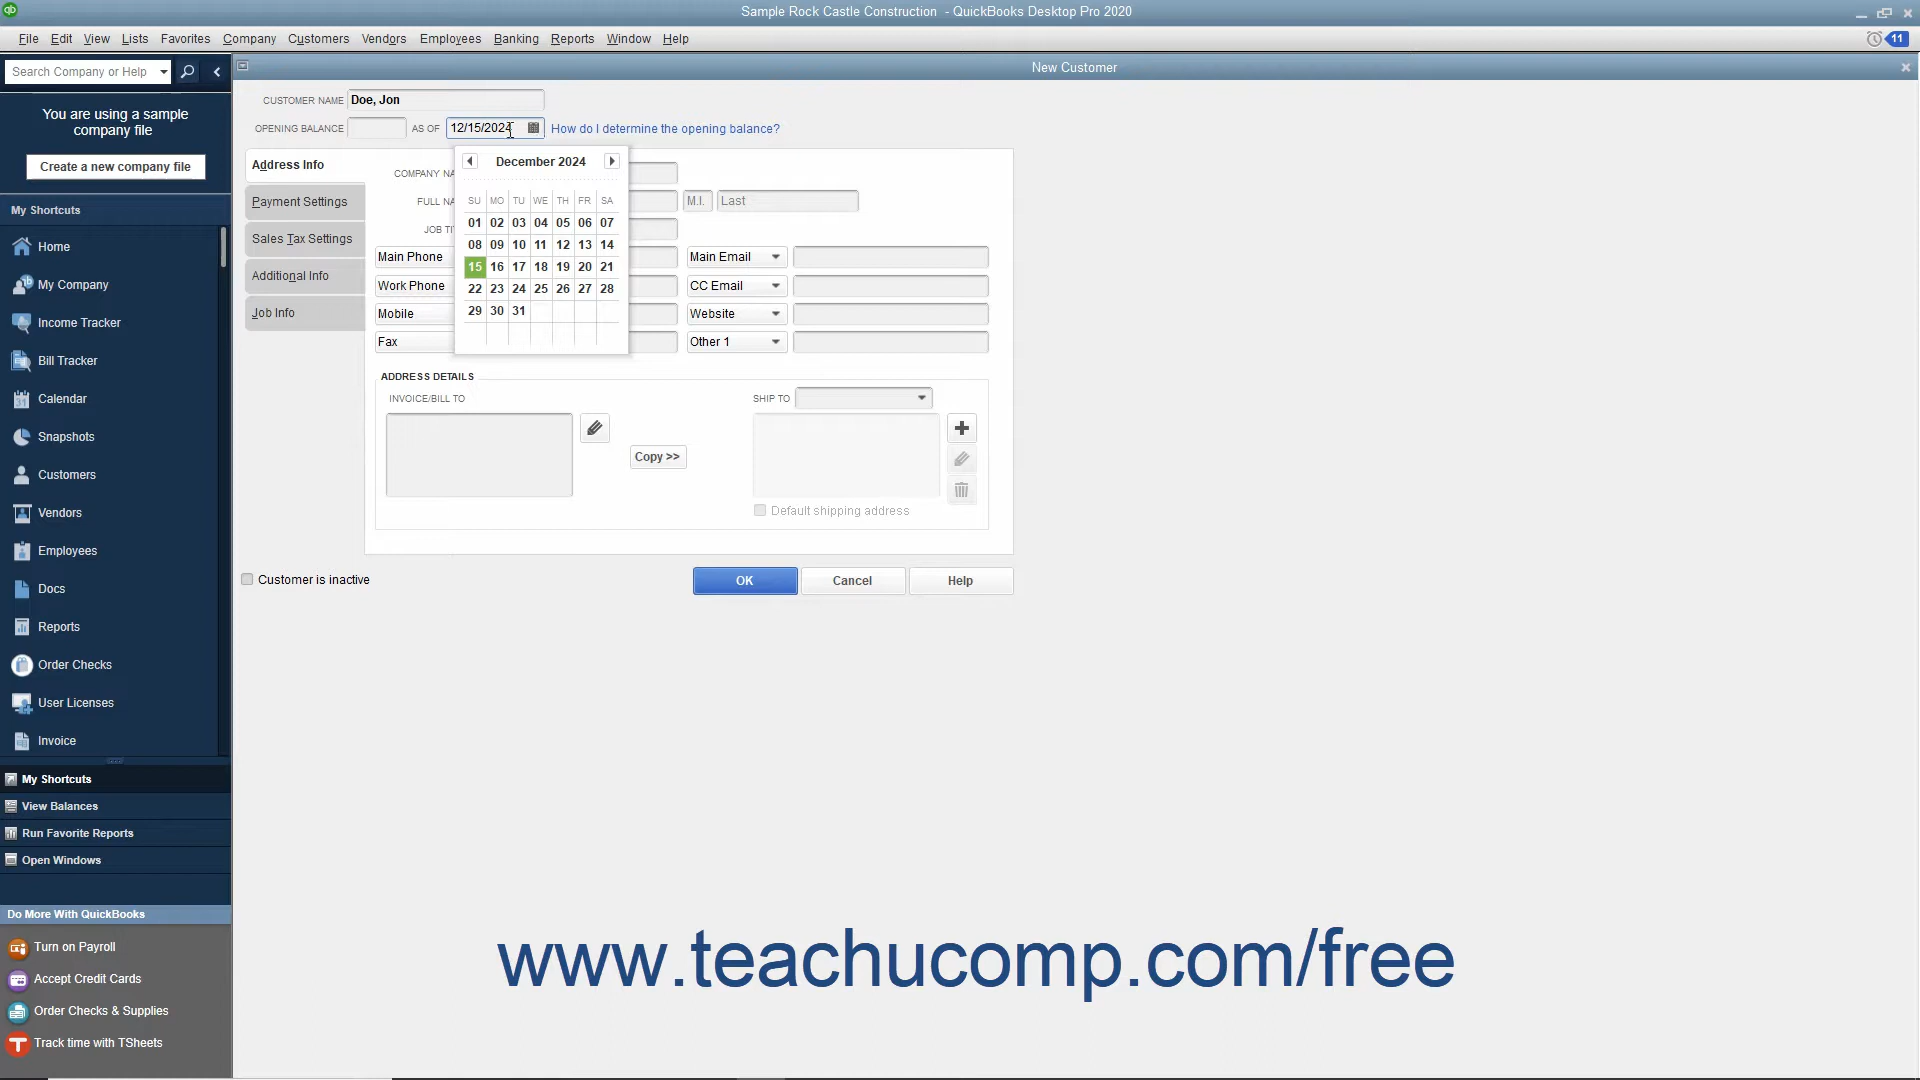 Sample Rock Castle Construction - QuickBooks Desktop Pro 2020
File Edit View Lists Favorites Company Customers Vendors Employees Banking Reports Window Help
11
Search Company or Help
New Customer
You are using a sample
company file
Create a new company file
My Shortcuts
Home
My Company
Income Tracker
Bill Tracker
Calendar
Snapshots
Customers
Vendors
Employees
Docs
Reports
Order Checks
User Licenses
Invoice
My Shortcuts
View Balances
Run Favorite Reports
Open Windows
Do More With QuickBooks
Turn on Payroll
Accept Credit Cards
Order Checks & Supplies
Track time with TSheets
CUSTOMER NAME Doe, Jon
OPENING BALANCE AS OF 12/15/2024 How do I determine the opening balance?
Address Info
Payment Settings
Sales Tax Settings
Additional Info
Job Info
December 2024
SU MO TU WE TH FR SA
01 02 03 04 05 06 07
08 09 10 11 12 13 14
15 16 17 18 19 20 21
22 23 24 25 26 27 28
29 30 31
COMPANY NA
FULL NA M.I. Last
JOB TIT
Main Phone Main Email
Work Phone CC Email
Mobile Website
Fax Other 1
ADDRESS DETAILS
INVOICE/BILL TO SHIP TO
Copy >>
Default shipping address
Customer is inactive OK Cancel Help
www.teachucomp.com/free